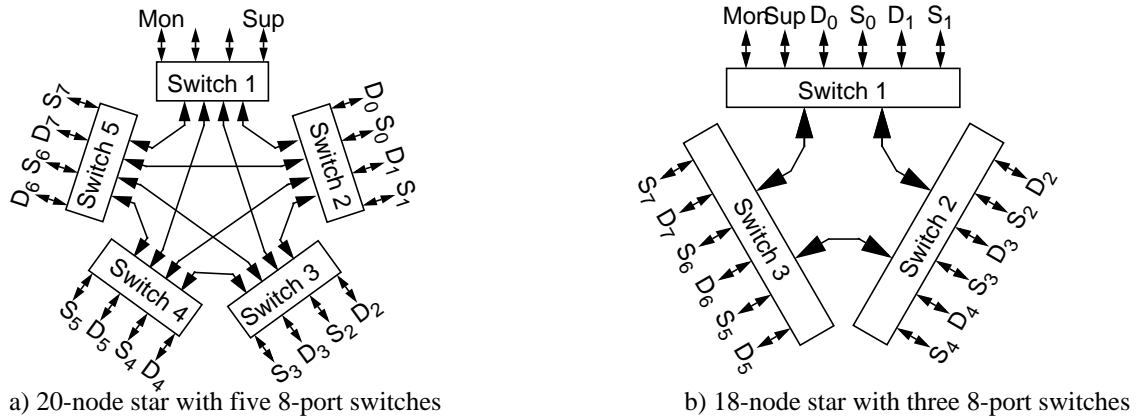 Mon Sup
Switch 1
D0 S0 D1 S1
Switch 2
D2 S2 D3 S3
Switch 3
D4 S4 D5 S5
Switch 4
D6 S6 D7 S7
Switch 5
a) 20-node star with five 8-port switches
Mon Sup D0 S0 D1 S1
Switch 1
D2 S2 D3 S3 D4 S4
Switch 2
D5 S5 D6 S6 D7 S7
Switch 3
b) 18-node star with three 8-port switches